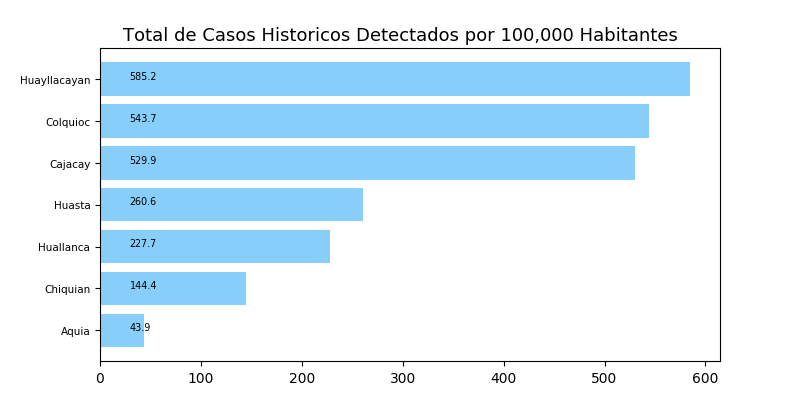 Total de Casos Historicos Detectados por 100,000 Habitantes
Huayllacayan 585.2
Colquioc 543.7
Cajacay 529.9
Huasta 260.6
Huallanca 227.7
Chiquian 144.4
Aquia 43.9
0 100 200 300 400 500 600